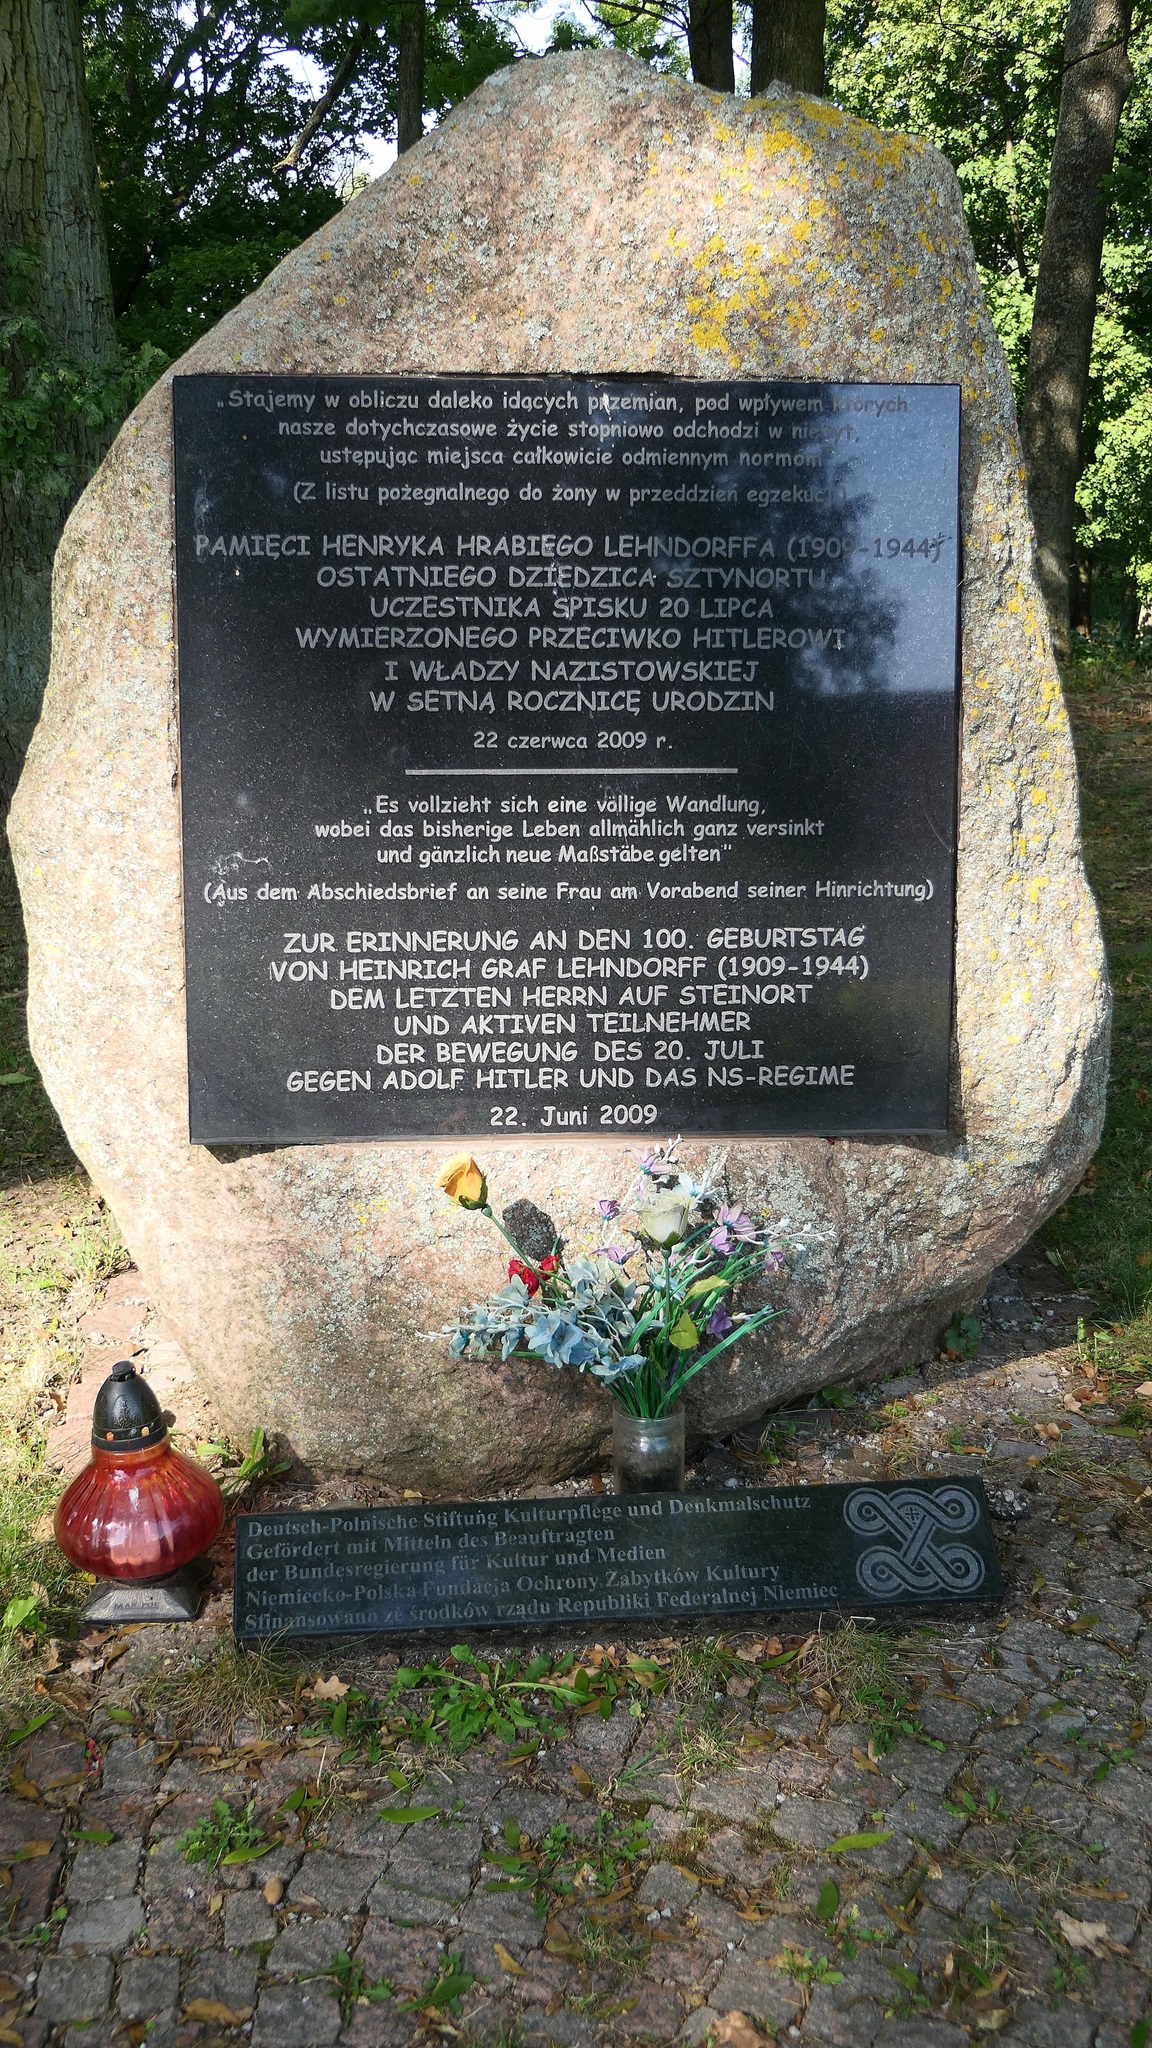 „Stajemy w obliczu daleko idących przemian, pod wpływem których
nasze dotychczasowe życie stopniowo odchodzi w niebyt,
ustępując miejsca całkowicie odmiennym normom"
(Z listu pożegnalnego do żony w przeddzień egzekucji)
PAMIĘCI HENRYKA HRABIEGO LEHNDORFFA (1909-1944)
OSTATNIEGO DZIEDZICA SZTYNORTU
UCZESTNIKA SPISKU 20 LIPCA
WYMIERZONEGO PRZECIWKO HITLEROWI
I WŁADZY NAZISTOWSKIEJ
W SETNĄ ROCZNICĘ URODZIN
22 czerwca 2009 r.
„Es vollzieht sich eine völlige Wandlung,
wobei das bisherige Leben allmählich ganz versinkt
und gänzlich neue Maßstäbe gelten"
(Aus dem Abschiedsbrief an seine Frau am Vorabend seiner Hinrichtung)
ZUR ERINNERUNG AN DEN 100. GEBURTSTAG
VON HEINRICH GRAF LEHNDORFF (1909-1944)
DEM LETZTEN HERRN AUF STEINORT
UND AKTIVEN TEILNEHMER
DER BEWEGUNG DES 20. JULI
GEGEN ADOLF HITLER UND DAS NS-REGIME
22. Juni 2009
Deutsch-Polnische Stiftung Kulturpflege und Denkmalschutz
Gefördert mit Mitteln des Beauftragten
der Bundesregierung für Kultur und Medien
Niemiecko-Polska Fundacja Ochrony Zabytków Kultury
Sfinansowano ze środków rządu Republiki Federalnej Niemiec